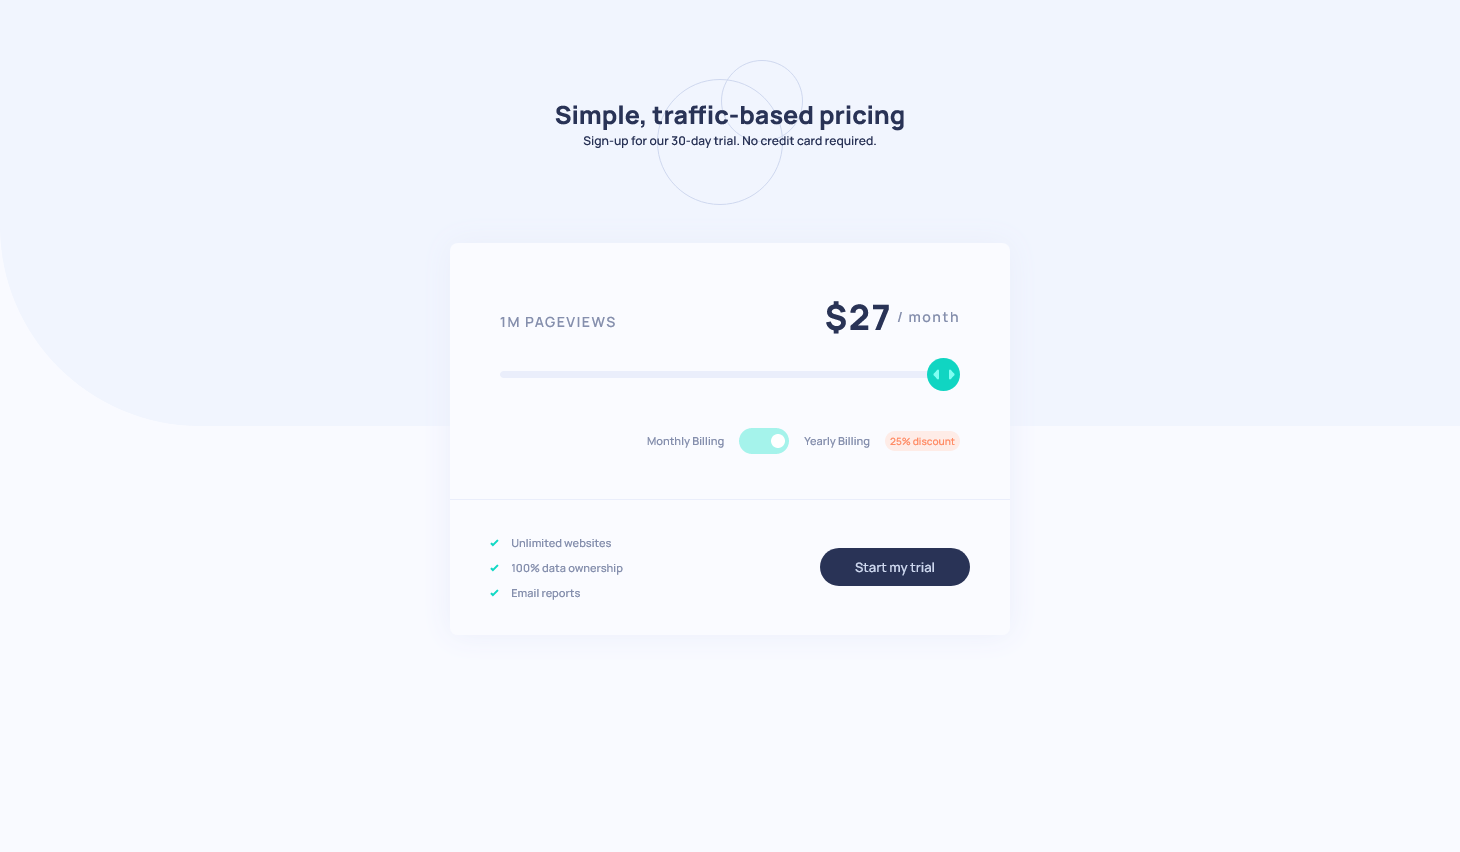 Simple, traffic-based pricing
Sign-up for our 30-day trial. No credit card required.
1M PAGEVIEWS
$27 / month
Monthly Billing
Yearly Billing
25% discount
Unlimited websites
100% data ownership
Email reports
Start my trial